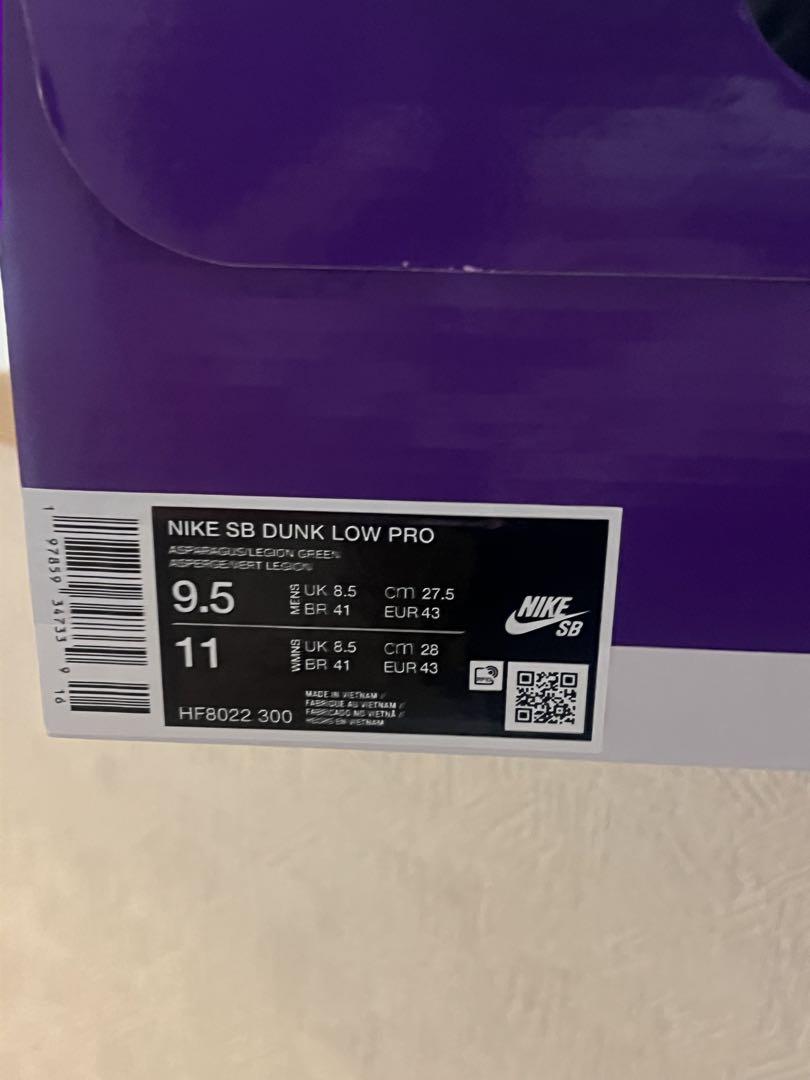 NIKE SB DUNK LOW PRO
ASPARAGUS/LEGION GREEN
ASPERGE/VERT LEGION
9.5 MENS UK 8.5 cm 27.5
BR 41 EUR 43
11 WMNS UK 8.5 cm 28
BR 41 EUR 43
HF8022 300
MADE IN VIETNAM /
FABRIQUÉ AU VIETNAM /
FABRICADO NO VIETNÃ /
HECHO EN VIETNAM
NIKE
SB
1 97859 34733 9 16